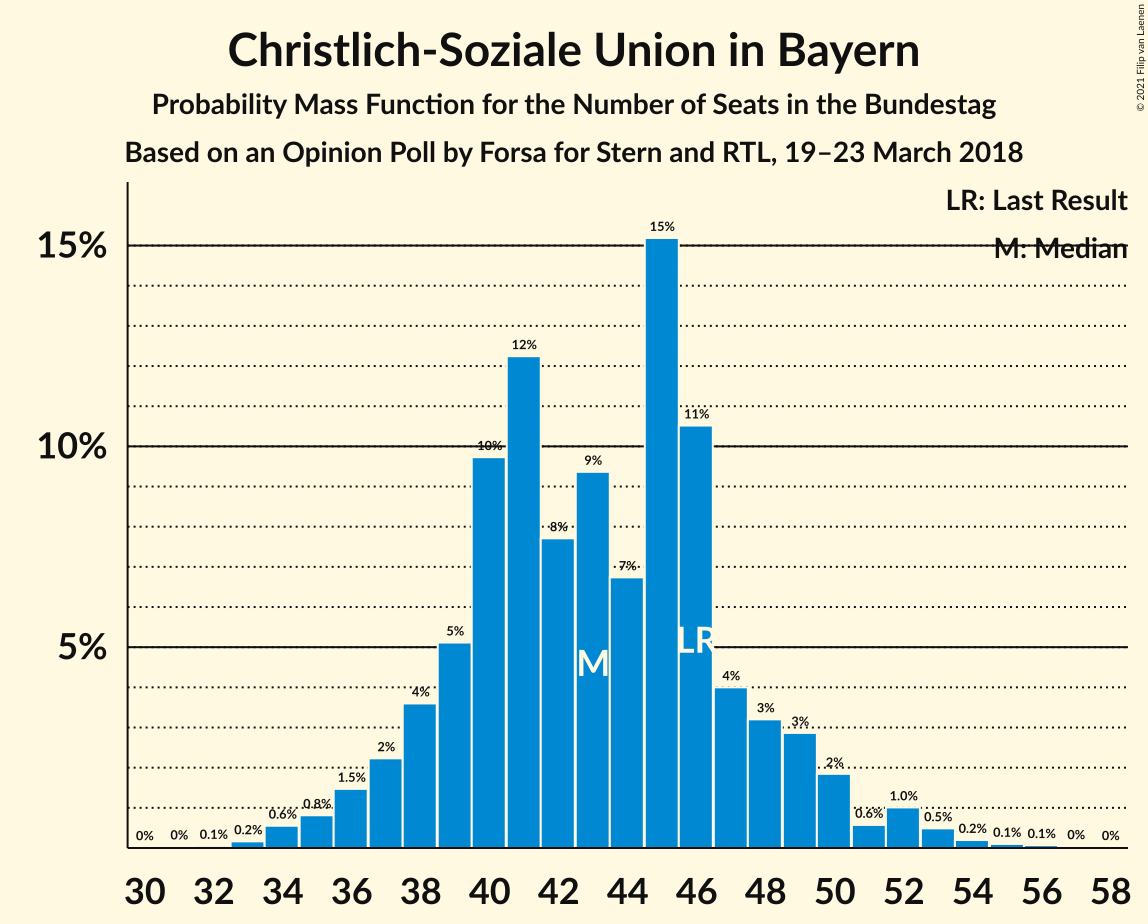 Christlich-Soziale Union in Bayern
Probability Mass Function for the Number of Seats in the Bundestag
Based on an Opinion Poll by Forsa for Stern and RTL, 19–23 March 2018
© 2021 Filip van Laenen
LR: Last Result
M: Median
15%
10%
5%
0% 0% 0.1% 0.2% 0.6% 0.8% 1.5% 2% 4% 5% 10% 12% 8% 9% 7% 15% 11% 4% 3% 3% 2% 0.6% 1.0% 0.5% 0.2% 0.1% 0.1% 0% 0%
M LR
30 32 34 36 38 40 42 44 46 48 50 52 54 56 58